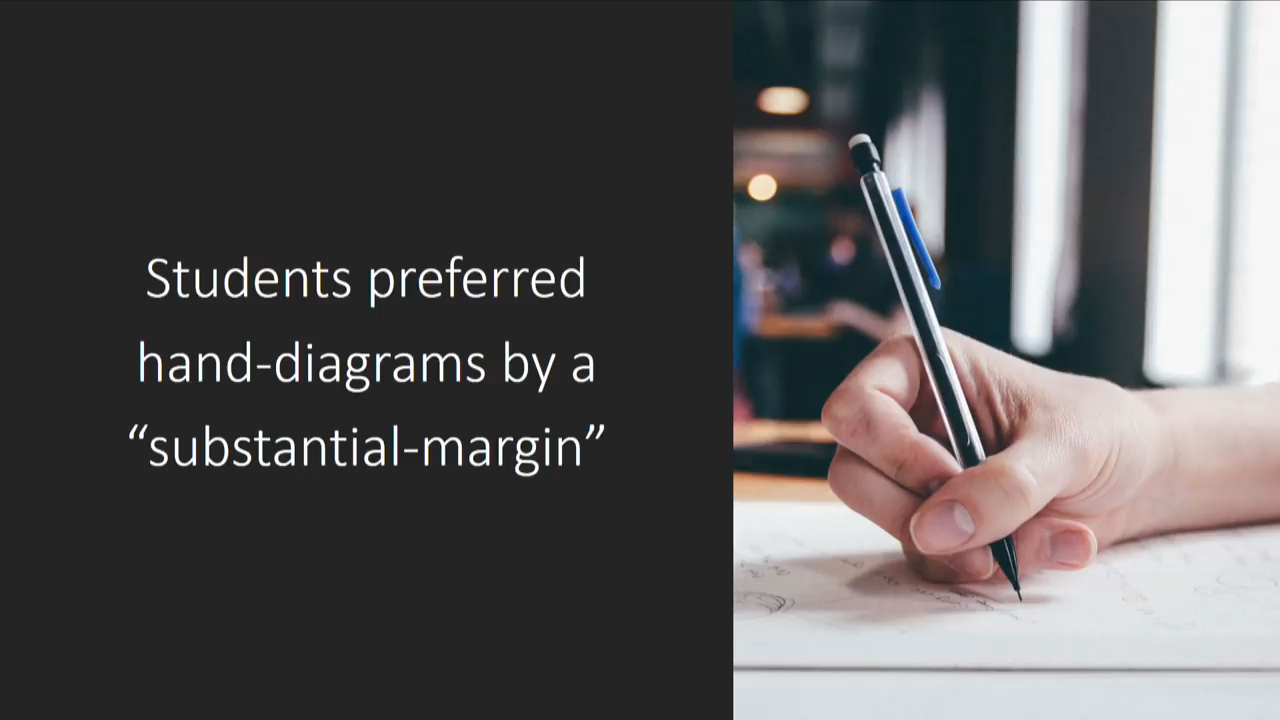 Students preferred
hand-diagrams by a
“substantial-margin”